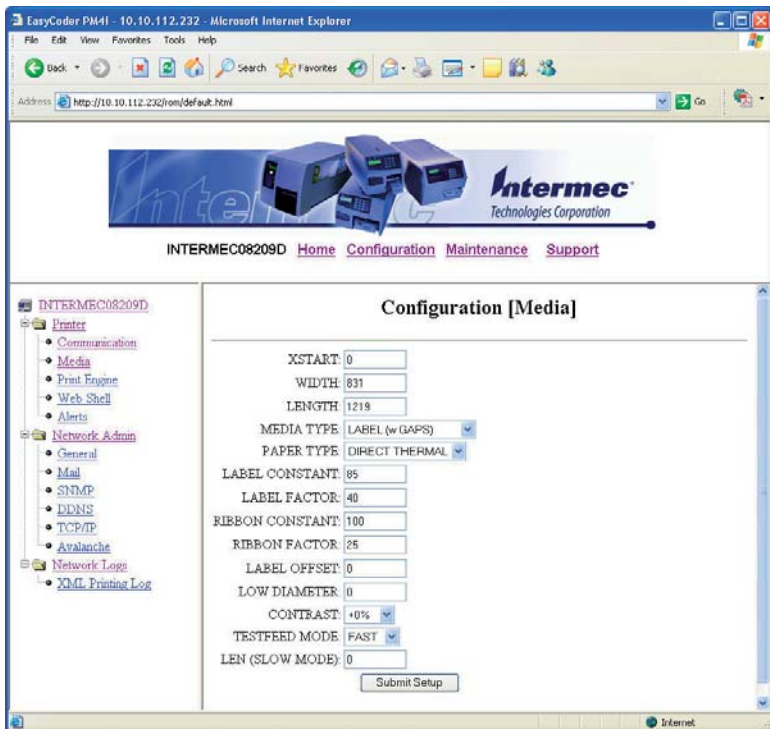 EasyCoder PM4I - 10.10.112.232 - Microsoft Internet Explorer
File Edit View Favorites Tools Help
Back Search Favorites
Address http://10.10.112.232/rom/default.html Go
Intermec
Intermec
Technologies Corporation
INTERMEC08209D Home Configuration Maintenance Support
INTERMEC08209D
Printer
Communication
Media
Print Engine
Web Shell
Alerts
Network Admin
General
Mail
SNMP
DDNS
TCP/IP
Avalanche
Network Logs
XML Printing Log
Configuration [Media]
XSTART: 0
WIDTH: 831
LENGTH: 1219
MEDIA TYPE: LABEL (w GAPS)
PAPER TYPE: DIRECT THERMAL
LABEL CONSTANT: 85
LABEL FACTOR: 40
RIBBON CONSTANT: 100
RIBBON FACTOR: 25
LABEL OFFSET: 0
LOW DIAMETER: 0
CONTRAST: +0%
TESTFEED MODE: FAST
LEN (SLOW MODE): 0
Submit Setup
Internet